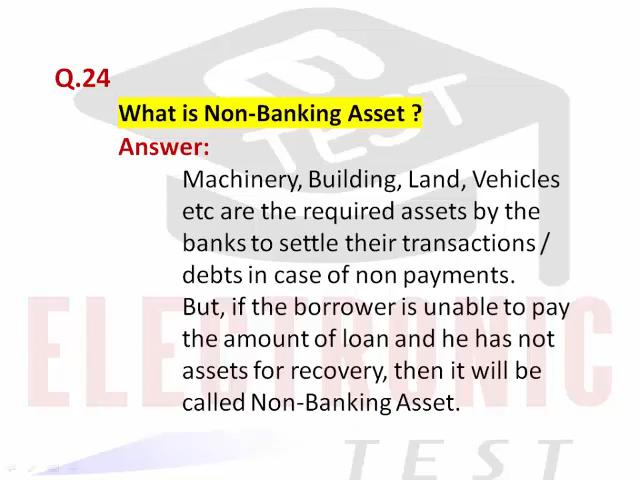 Q.24
What is Non-Banking Asset ?
Answer:
Machinery, Building, Land, Vehicles
etc are the required assets by the
banks to settle their transactions /
debts in case of non payments.
But, if the borrower is unable to pay
the amount of loan and he has not
assets for recovery, then it will be
called Non-Banking Asset.
TEST
ELECTRONIC
TEST